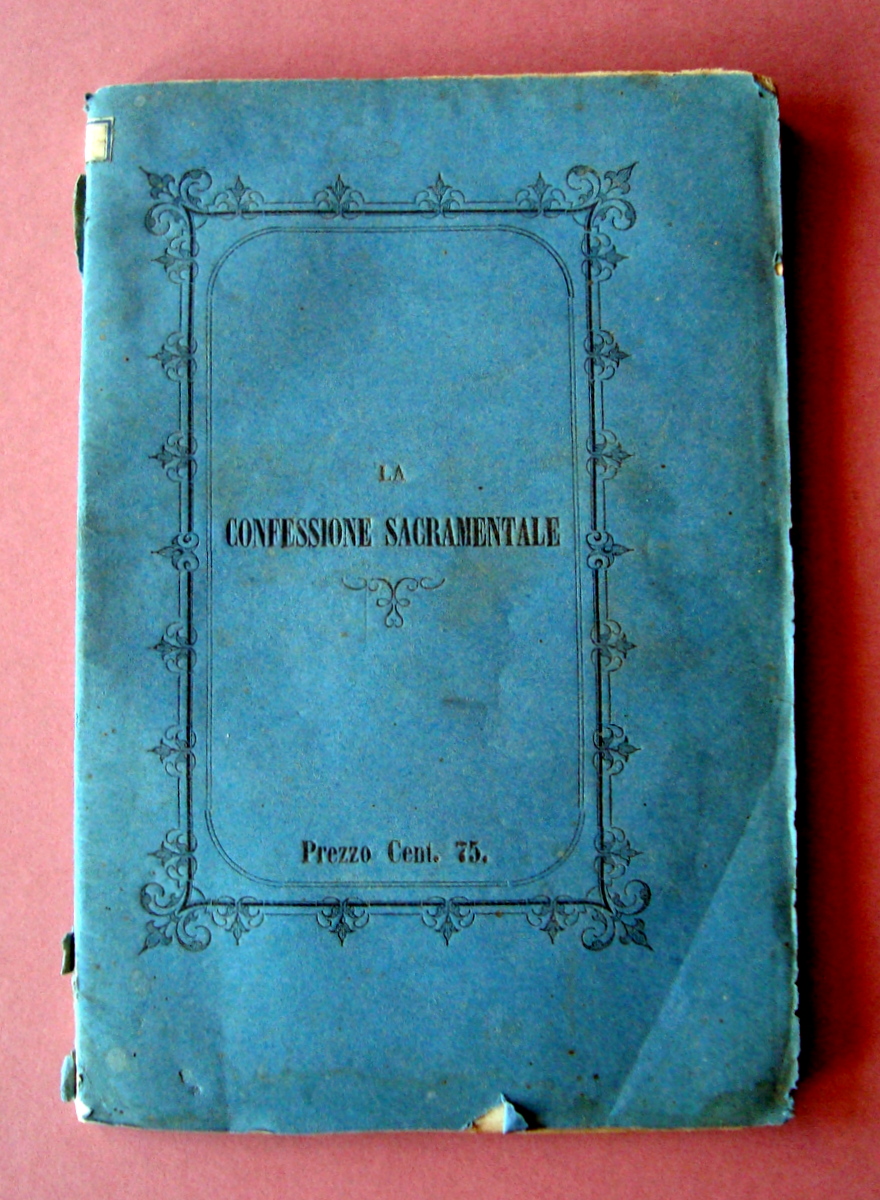 LA
CONFESSIONE SACRAMENTALE
Prezzo Cent. 75.